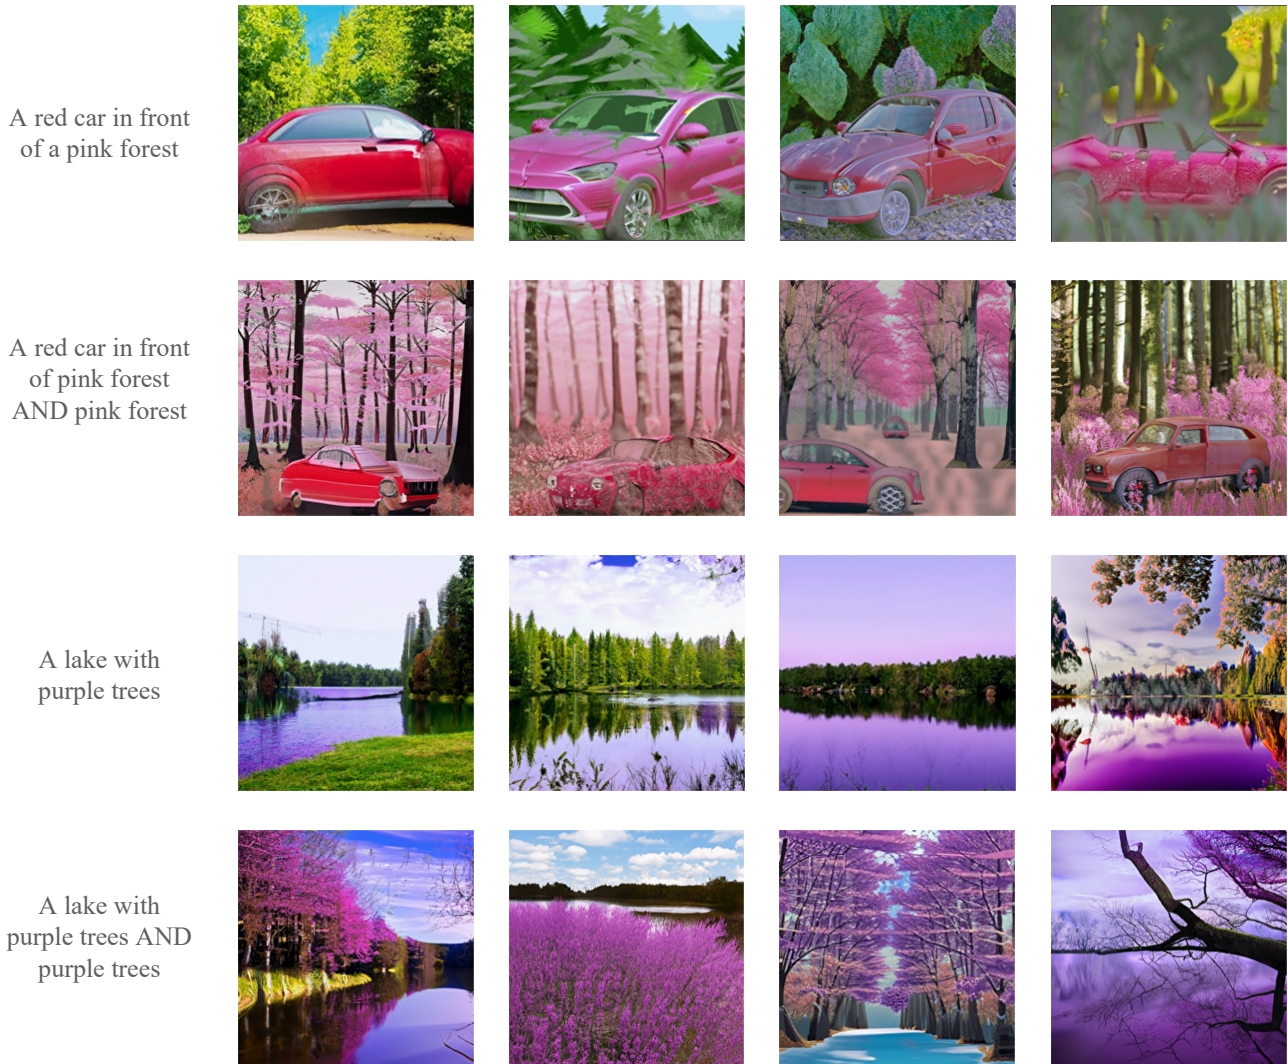 A red car in front
of a pink forest
A red car in front
of pink forest
AND pink forest
A lake with
purple trees
A lake with
purple trees AND
purple trees